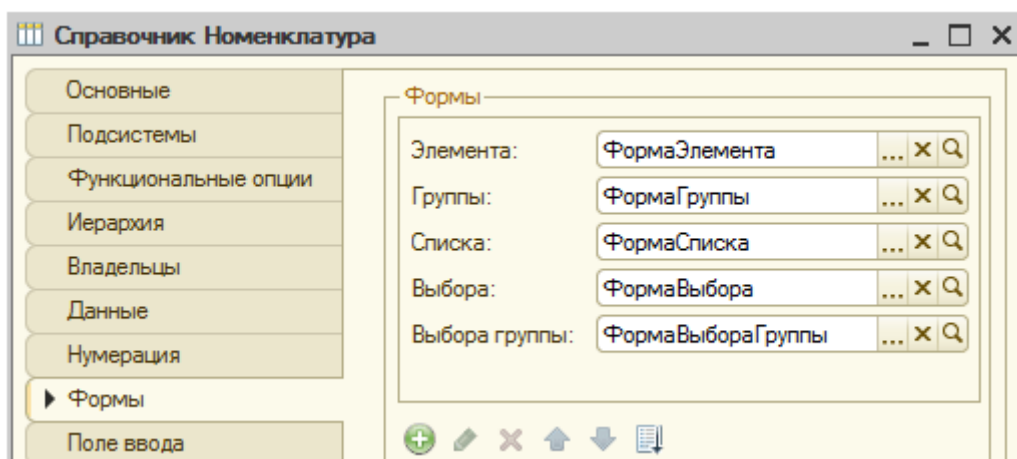 Справочник Номенклатура
Основные
Подсистемы
Функциональные опции
Иерархия
Владельцы
Данные
Нумерация
Формы
Поле ввода
Формы
Элемента: ФормаЭлемента ...
Группы: ФормаГруппы ...
Списка: ФормаСписка ...
Выбора: ФормаВыбора ...
Выбора группы: ФормаВыбораГруппы ...